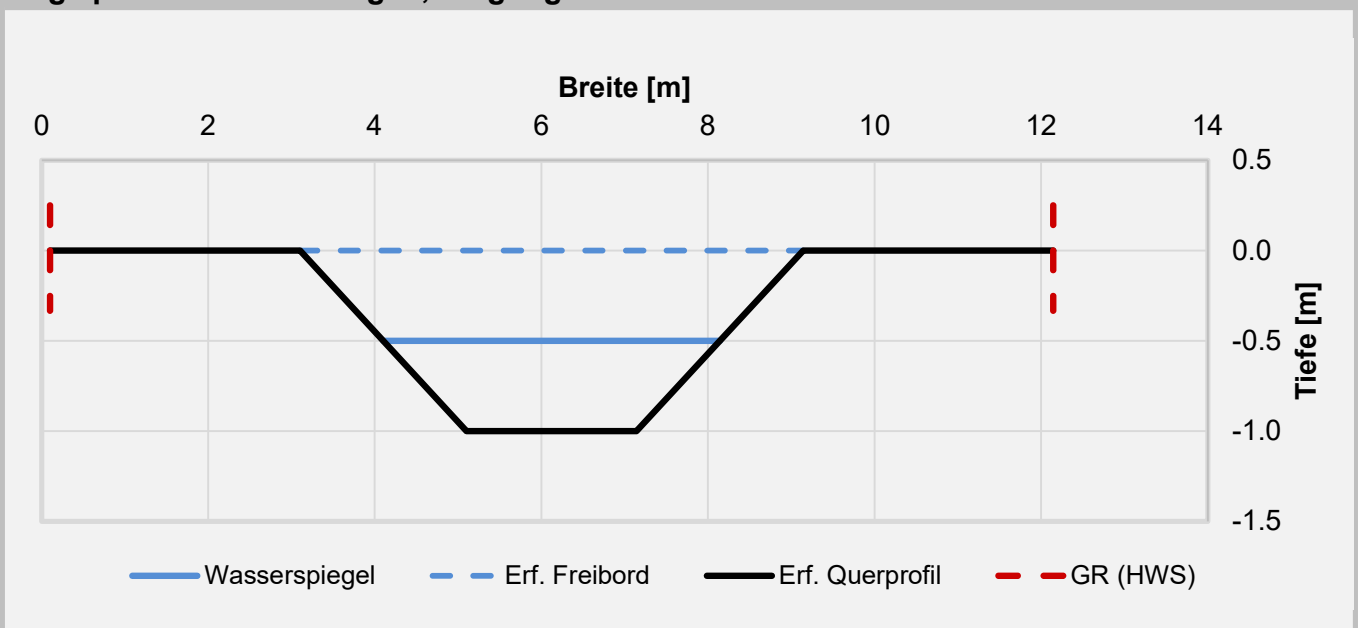 Breite [m]
0 2 4 6 8 10 12 14
0.5
0.0
-0.5
-1.0
-1.5
Tiefe [m]
Wasserspiegel Erf. Freibord Erf. Querprofil GR (HWS)